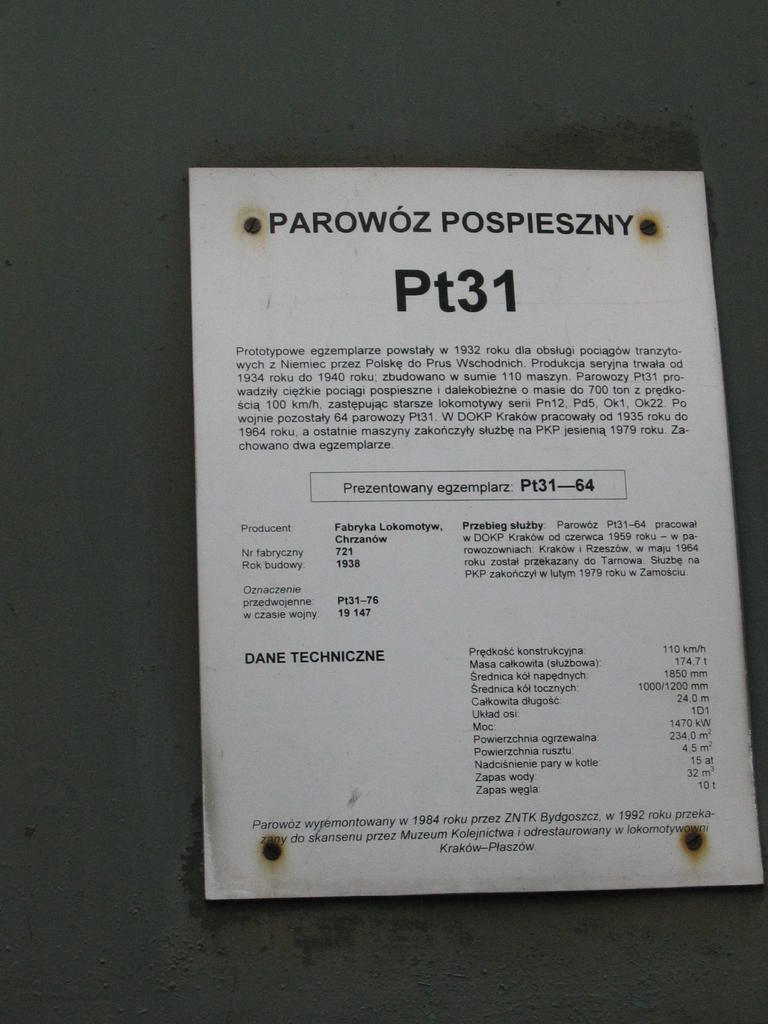 PAROWÓZ POSPIESZNY
Pt31
Prototypowe egzemplarze powstały w 1932 roku dla obsługi pociągów tranzyto-
wych z Niemiec przez Polskę do Prus Wschodnich. Produkcja seryjna trwała od
1934 roku do 1940 roku; zbudowano w sumie 110 maszyn. Parowozy Pt31 pro-
wadziły ciężkie pociągi pospieszne i dalekobieżne o masie do 700 ton z prędko-
ścią 100 km/h, zastępując starsze lokomotywy serii Pn12, Pd5, Ok1, Ok22. Po
wojnie pozostały 64 parowozy Pt31. W DOKP Kraków pracowały od 1935 roku do
1964 roku, a ostatnie maszyny zakończyły służbę na PKP jesienią 1979 roku. Za-
chowano dwa egzemplarze.
Prezentowany egzemplarz: Pt31—64
Producent: Fabryka Lokomotyw,
Chrzanów
Nr fabryczny 721
Rok budowy: 1938
Oznaczenie
przedwojenne: Pt31–76
w czasie wojny: 19 147
Przebieg służby: Parowóz Pt31–64 pracował
w DOKP Kraków od czerwca 1959 roku – w pa-
rowozowniach: Kraków i Rzeszów, w maju 1964
roku został przekazany do Tarnowa. Służbę na
PKP zakończył w lutym 1979 roku w Zamościu.
DANE TECHNICZNE
Prędkość konstrukcyjna: 110 km/h
Masa całkowita (służbowa): 174,7 t
Średnica kół napędnych: 1850 mm
Średnica kół tocznych: 1000/1200 mm
Całkowita długość: 24,0 m
Układ osi: 1D1
Moc: 1470 kW
Powierzchnia ogrzewalna: 234,0 m²
Powierzchnia rusztu: 4,5 m²
Nadciśnienie pary w kotle: 15 at
Zapas wody: 32 m³
Zapas węgla: 10 t
Parowóz wyremontowany w 1984 roku przez ZNTK Bydgoszcz, w 1992 roku przeka-
zany do skansenu przez Muzeum Kolejnictwa i odrestaurowany w lokomotywowni
Kraków–Płaszów.